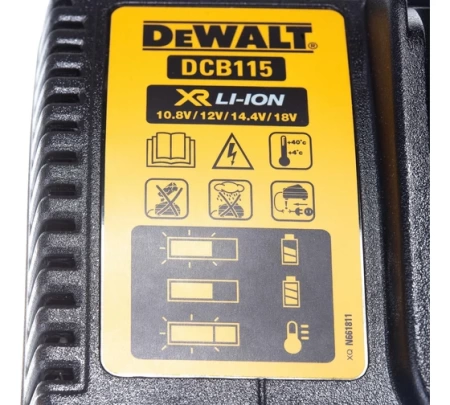 DEWALT®
DCB115
XR LI-ION
10.8V/12V/14.4V/18V
+40°C
+4°C
XQ N661811